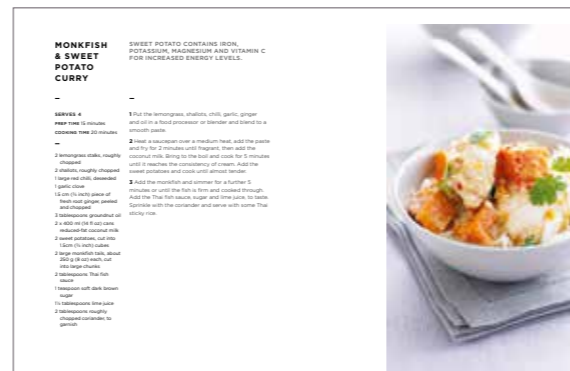 MONKFISH
& SWEET
POTATO
CURRY
SERVES 4
PREP TIME 15 minutes
COOKING TIME 20 minutes
2 lemongrass stalks, roughly
chopped
2 shallots, roughly chopped
1 large red chilli, deseeded
1 garlic clove
1.5 cm (¾ inch) piece of
fresh root ginger, peeled
and chopped
3 tablespoons groundnut oil
2 x 400 ml (14 fl oz) cans
reduced-fat coconut milk
2 sweet potatoes, cut into
1.5cm (¾ inch) cubes
2 large monkfish tails, about
250 g (8 oz) each, cut
into large chunks
2 tablespoons Thai fish
sauce
1 teaspoon soft dark brown
sugar
1½ tablespoons lime juice
2 tablespoons roughly
chopped coriander, to
garnish
SWEET POTATO CONTAINS IRON,
POTASSIUM, MAGNESIUM AND VITAMIN C
FOR INCREASED ENERGY LEVELS.
1 Put the lemongrass, shallots, chilli, garlic, ginger
and oil in a food processor or blender and blend to a
smooth paste.
2 Heat a saucepan over a medium heat, add the paste
and fry for 2 minutes until fragrant, then add the
coconut milk. Bring to the boil and cook for 5 minutes
until it reaches the consistency of cream. Add the
sweet potatoes and cook until almost tender.
3 Add the monkfish and simmer for a further 5
minutes or until the fish is firm and cooked through.
Add the Thai fish sauce, sugar and lime juice, to taste.
Sprinkle with the coriander and serve with some Thai
sticky rice.